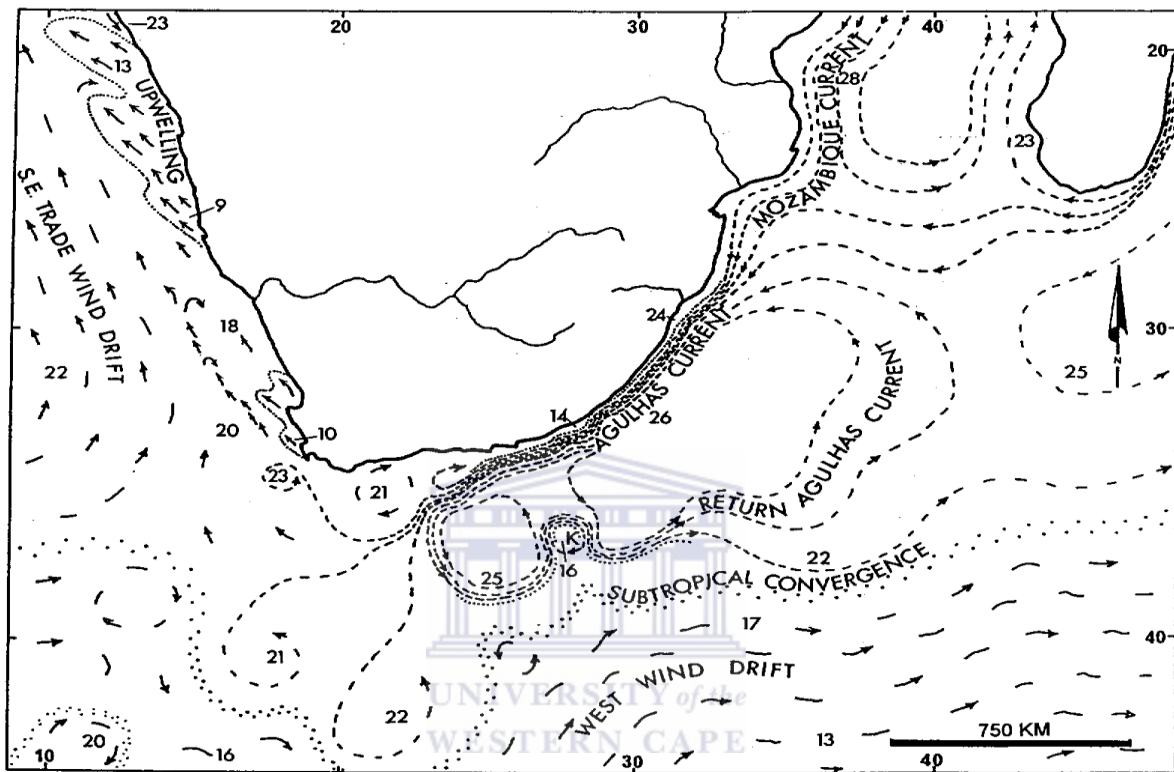 23
20
30
40
20
13
UPWELLING
MOZAMBIQUE CURRENT
28
23
S.E. TRADE WIND DRIFT
9
18
22
24
30
AGULHAS CURRENT
25
N
20
10
14
26
RETURN AGULHAS CURRENT
23
21
K
16
25
22
SUBTROPICAL CONVERGENCE
17
21
40
WEST WIND DRIFT
UNIVERSITY of the
WESTERN CAPE
22
20
16
13
750 KM
10
20
30
40